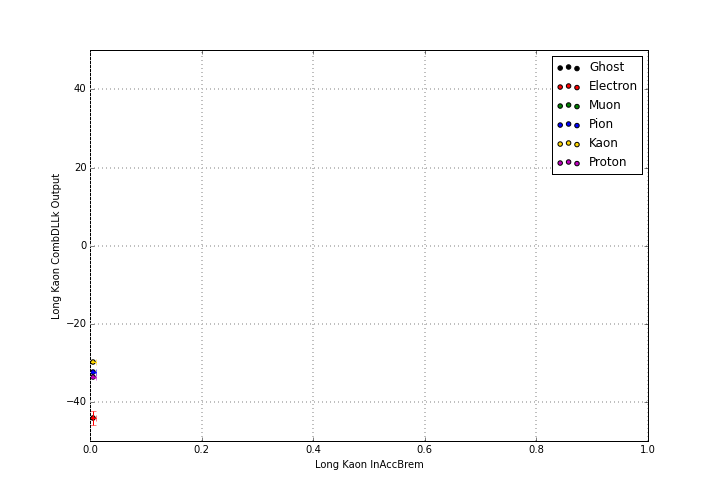 Ghost
Electron
Muon
Pion
Kaon
Proton
40
20
0
−20
−40
Long Kaon CombDLLk Output
0.0 0.2 0.4 0.6 0.8 1.0
Long Kaon InAccBrem